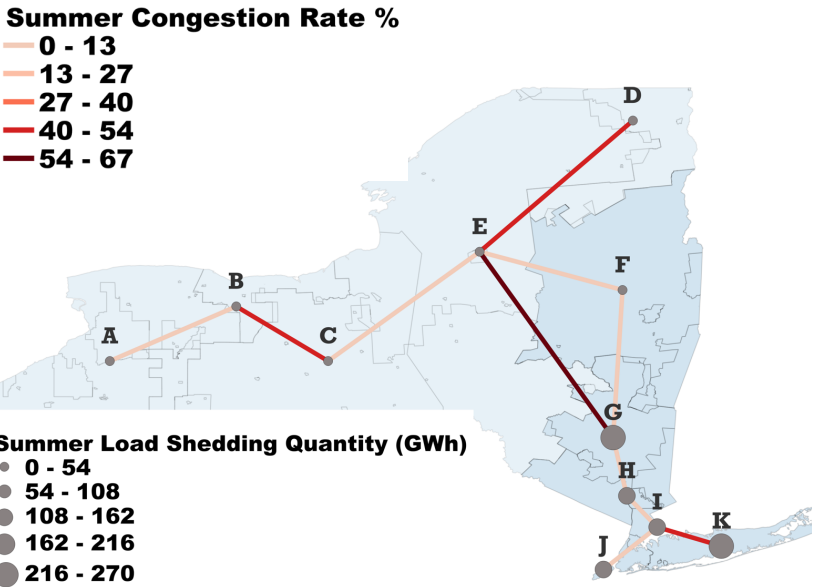 Summer Congestion Rate %
0 - 13
13 - 27
27 - 40
40 - 54
54 - 67
D
E
F
B
A
C
G
H
I
K
J
Summer Load Shedding Quantity (GWh)
0 - 54
54 - 108
108 - 162
162 - 216
216 - 270